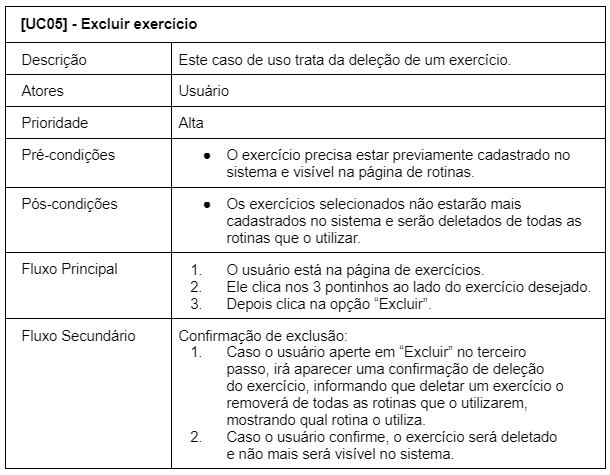 [UC05] - Excluir exercício
Descrição Este caso de uso trata da deleção de um exercício.
Atores Usuário
Prioridade Alta
Pré-condições ● O exercício precisa estar previamente cadastrado no
sistema e visível na página de rotinas.
Pós-condições ● Os exercícios selecionados não estarão mais
cadastrados no sistema e serão deletados de todas as
rotinas que o utilizar.
Fluxo Principal 1. O usuário está na página de exercícios.
2. Ele clica nos 3 pontinhos ao lado do exercício desejado.
3. Depois clica na opção “Excluir”.
Fluxo Secundário Confirmação de exclusão:
1. Caso o usuário aperte em “Excluir” no terceiro
passo, irá aparecer uma confirmação de deleção
do exercício, informando que deletar um exercício o
removerá de todas as rotinas que o utilizarem,
mostrando qual rotina o utiliza.
2. Caso o usuário confirme, o exercício será deletado
e não mais será visível no sistema.